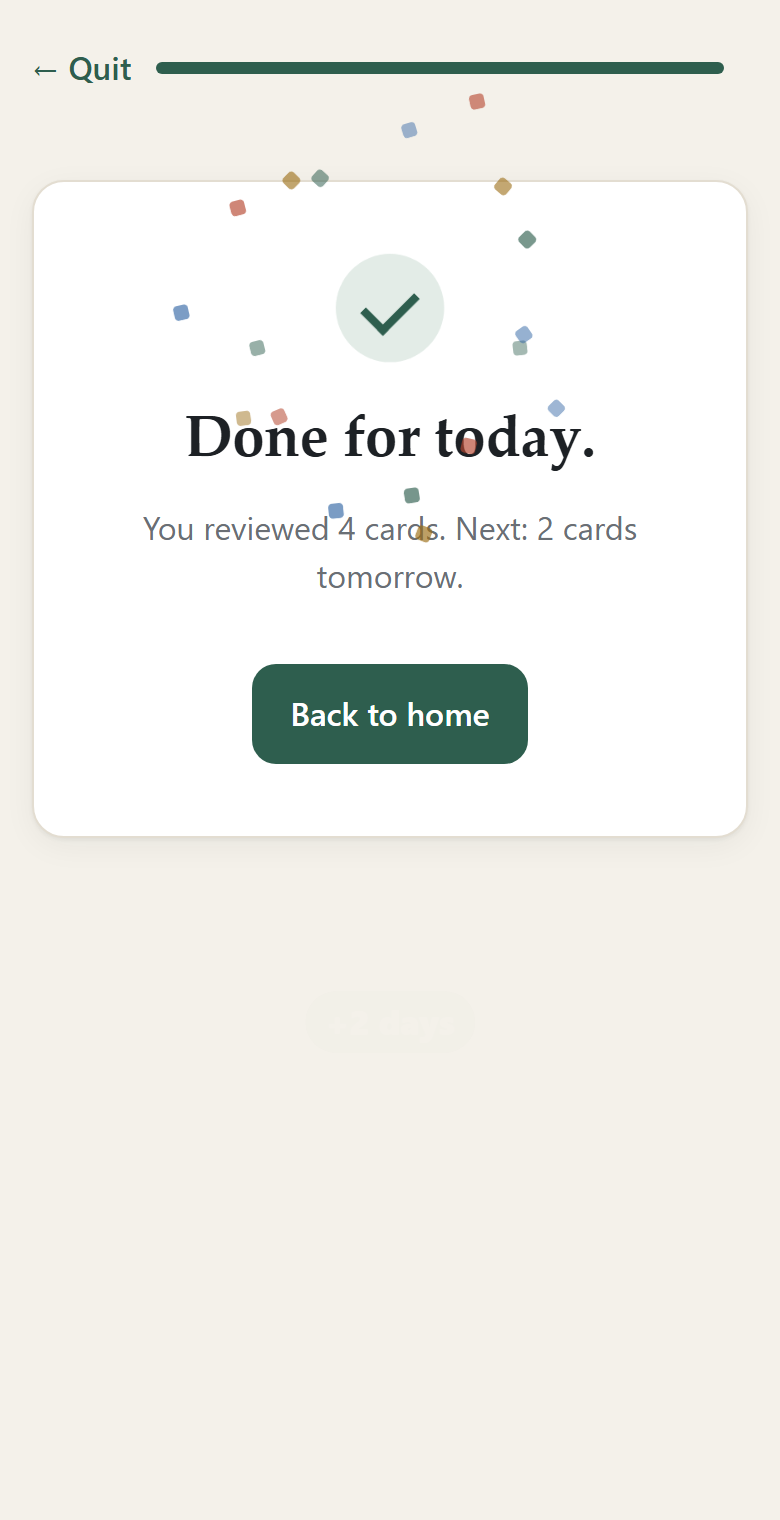 ← Quit
Done for today.
You reviewed 4 cards. Next: 2 cards
tomorrow.
Back to home